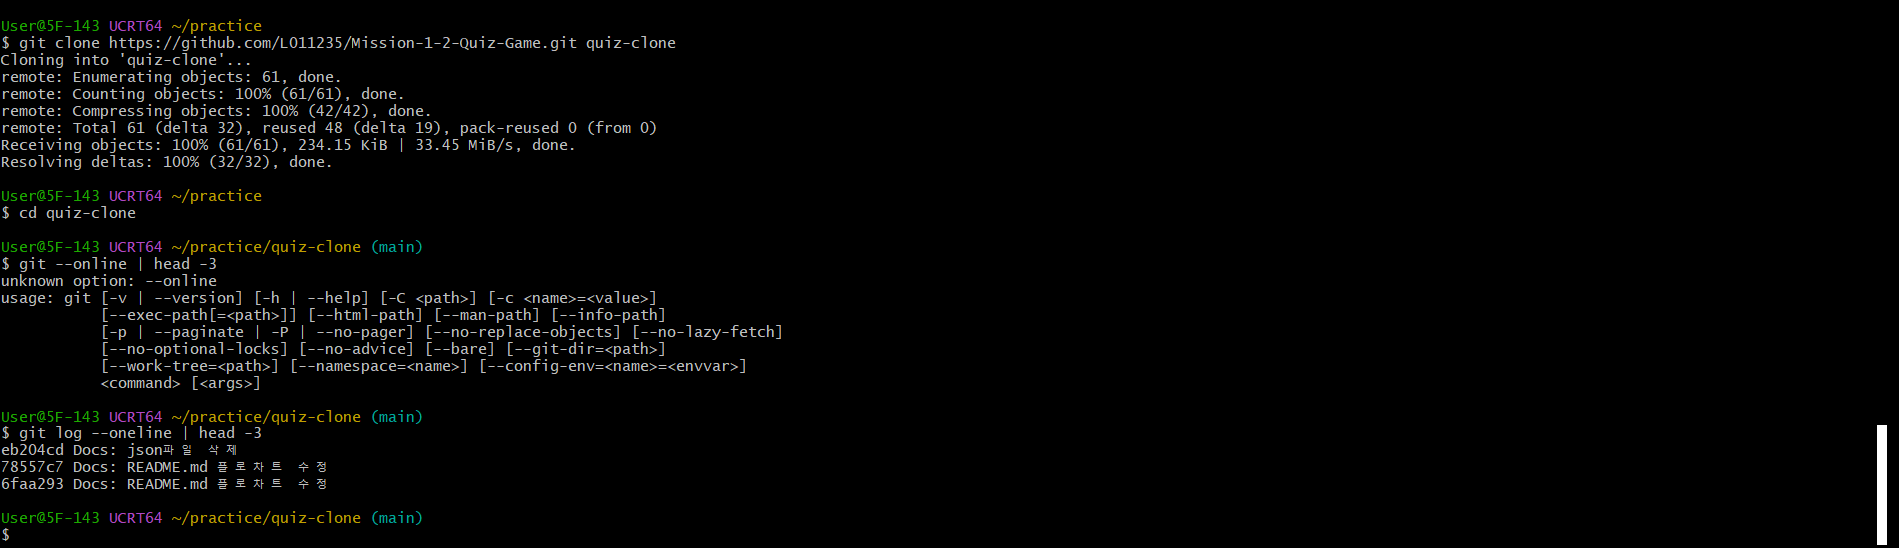 User@5F-143 UCRT64 ~/practice
$ git clone https://github.com/L011235/Mission-1-2-Quiz-Game.git quiz-clone
Cloning into 'quiz-clone'...
remote: Enumerating objects: 61, done.
remote: Counting objects: 100% (61/61), done.
remote: Compressing objects: 100% (42/42), done.
remote: Total 61 (delta 32), reused 48 (delta 19), pack-reused 0 (from 0)
Receiving objects: 100% (61/61), 234.15 KiB | 33.45 MiB/s, done.
Resolving deltas: 100% (32/32), done.
User@5F-143 UCRT64 ~/practice
$ cd quiz-clone
User@5F-143 UCRT64 ~/practice/quiz-clone (main)
$ git --online | head -3
unknown option: --online
usage: git [-v | --version] [-h | --help] [-C <path>] [-c <name>=<value>]
[--exec-path[=<path>]] [--html-path] [--man-path] [--info-path]
[-p | --paginate | -P | --no-pager] [--no-replace-objects] [--no-lazy-fetch]
[--no-optional-locks] [--no-advice] [--bare] [--git-dir=<path>]
[--work-tree=<path>] [--namespace=<name>] [--config-env=<name>=<envvar>]
<command> [<args>]
User@5F-143 UCRT64 ~/practice/quiz-clone (main)
$ git log --oneline | head -3
eb204cd Docs: json파일 삭제
78557c7 Docs: README.md 플로차트 수정
6faa293 Docs: README.md 플로차트 수정
User@5F-143 UCRT64 ~/practice/quiz-clone (main)
$